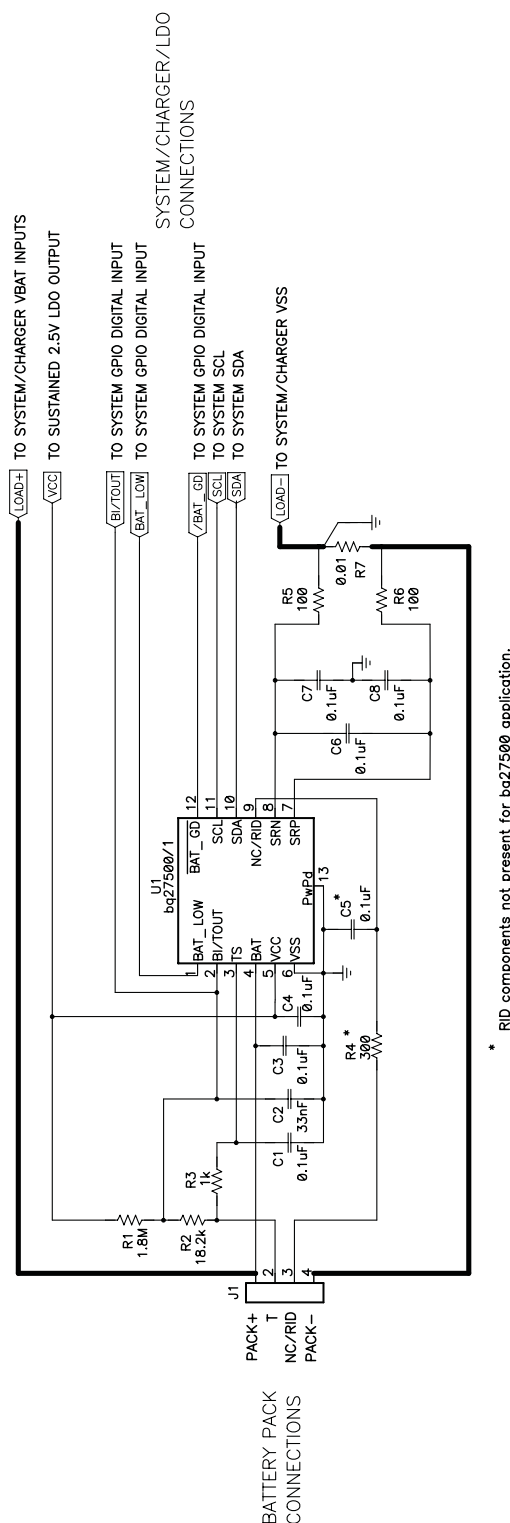 TO SYSTEM/CHARGER VBAT INPUTS
LOAD+
TO SUSTAINED 2.5V LDO OUTPUT
VCC
TO SYSTEM GPIO DIGITAL INPUT
BI/TOUT
TO SYSTEM GPIO DIGITAL INPUT
BAT_LOW
SYSTEM/CHARGER/LDO
CONNECTIONS
TO SYSTEM GPIO DIGITAL INPUT
/BAT_GD
TO SYSTEM SCL
SCL
TO SYSTEM SDA
SDA
TO SYSTEM/CHARGER VSS
LOAD-
U1
bq27500/1
BAT_LOW
1
BI/TOUT
2
TS
3
BAT
4
VCC
5
VSS
6
BAT_GD
12
SCL
11
SDA
10
NC/RID
9
SRN
8
SRP
7
PwPd
13
R1
1.8M
R2
18.2k
R3
1k
C1
0.1uF
C2
33nF
C3
0.1uF
C4
0.1uF
C5 *
0.1uF
R4 *
300
C6
0.1uF
C7
0.1uF
C8
0.1uF
R5
100
R6
100
0.01
R7
J1
PACK+
T
2
NC/RID
3
PACK-
4
BATTERY PACK
CONNECTIONS
* RID components not present for bq27500 application.